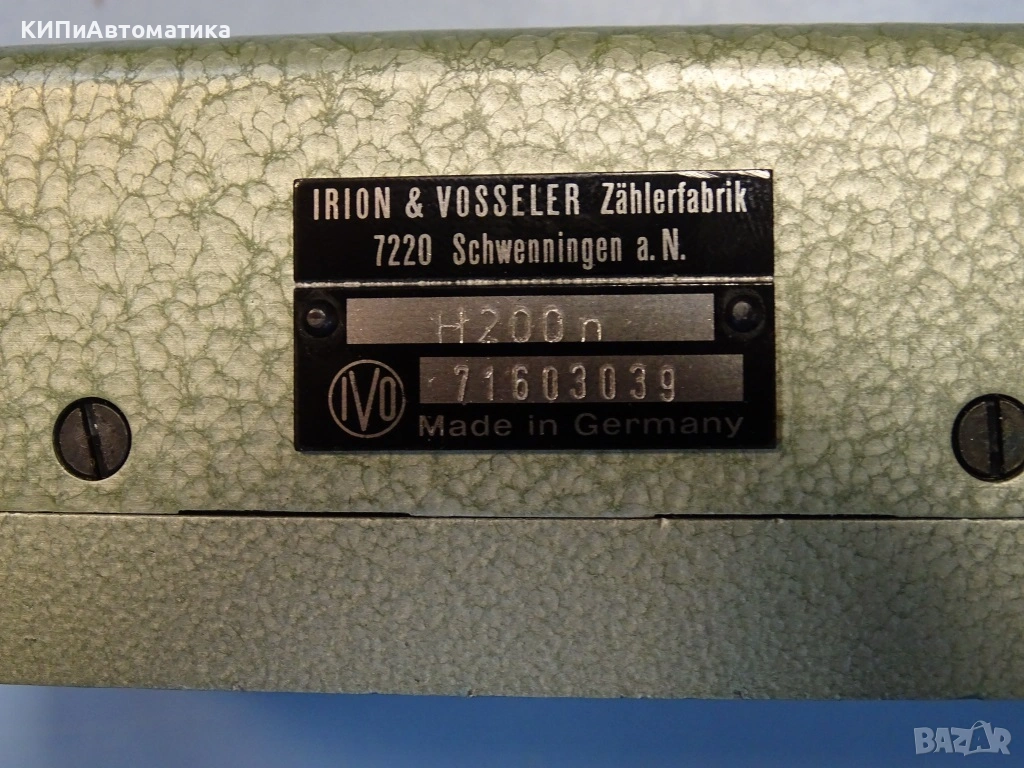 КИПиАвтоматика
IRION & VOSSELER Zählerfabrik
7220 Schwenningen a.N.
H200n
71603039
IVO
Made in Germany
BAZAR